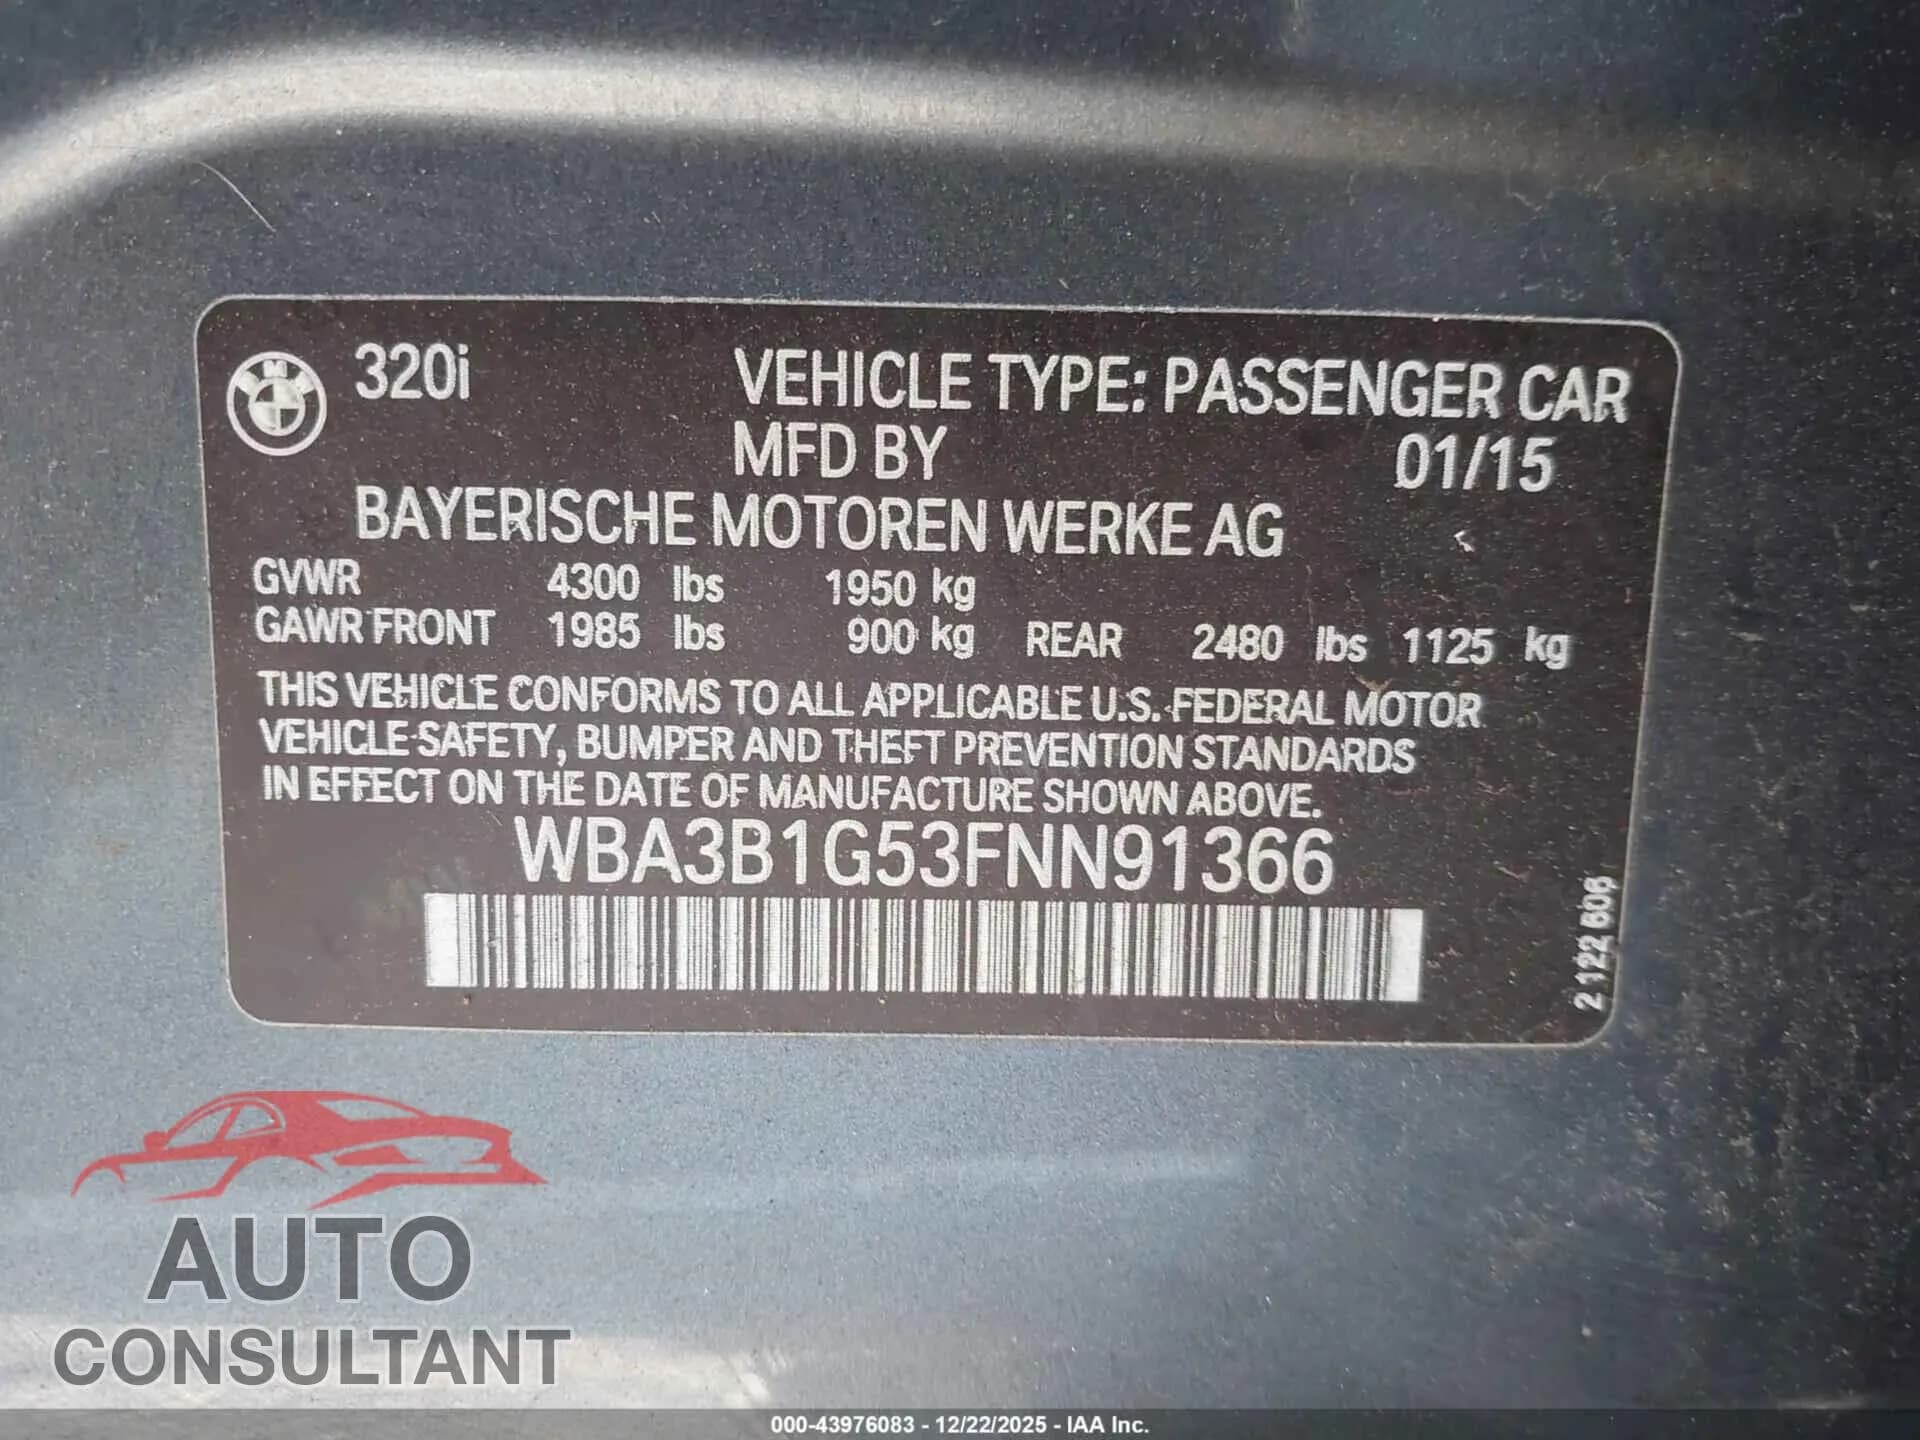 320i VEHICLE TYPE: PASSENGER CAR
MFD BY 01/15
BAYERISCHE MOTOREN WERKE AG
GVWR 4300 lbs 1950 kg
GAWR FRONT 1985 lbs 900 kg REAR 2480 lbs 1125 kg
THIS VEHICLE CONFORMS TO ALL APPLICABLE U.S. FEDERAL MOTOR
VEHICLE SAFETY, BUMPER AND THEFT PREVENTION STANDARDS
IN EFFECT ON THE DATE OF MANUFACTURE SHOWN ABOVE.
WBA3B1G53FNN91366
2 122 606
AUTO
CONSULTANT
000-43976083 - 12/22/2025 - IAA Inc.